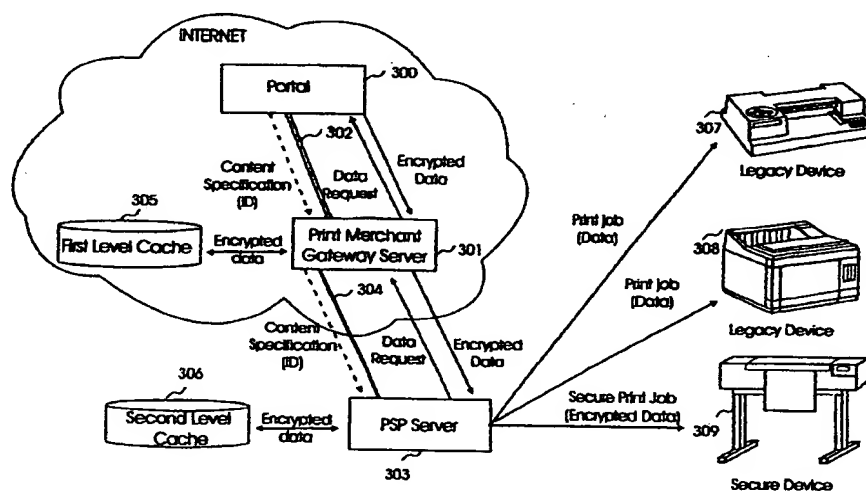 INTERNET
Portal
300
302
Content
Specification
(ID)
Data
Request
Encrypted
Data
305
First Level Cache
Encrypted
data
Print Merchant
Gateway Server
301
304
Content
Specification
(ID)
Data
Request
Encrypted
Data
306
Second Level
Cache
Encrypted
data
PSP Server
303
Print Job
(Data)
Print Job
(Data)
Secure Print Job
(Encrypted Data)
307
Legacy Device
308
Legacy Device
309
Secure Device